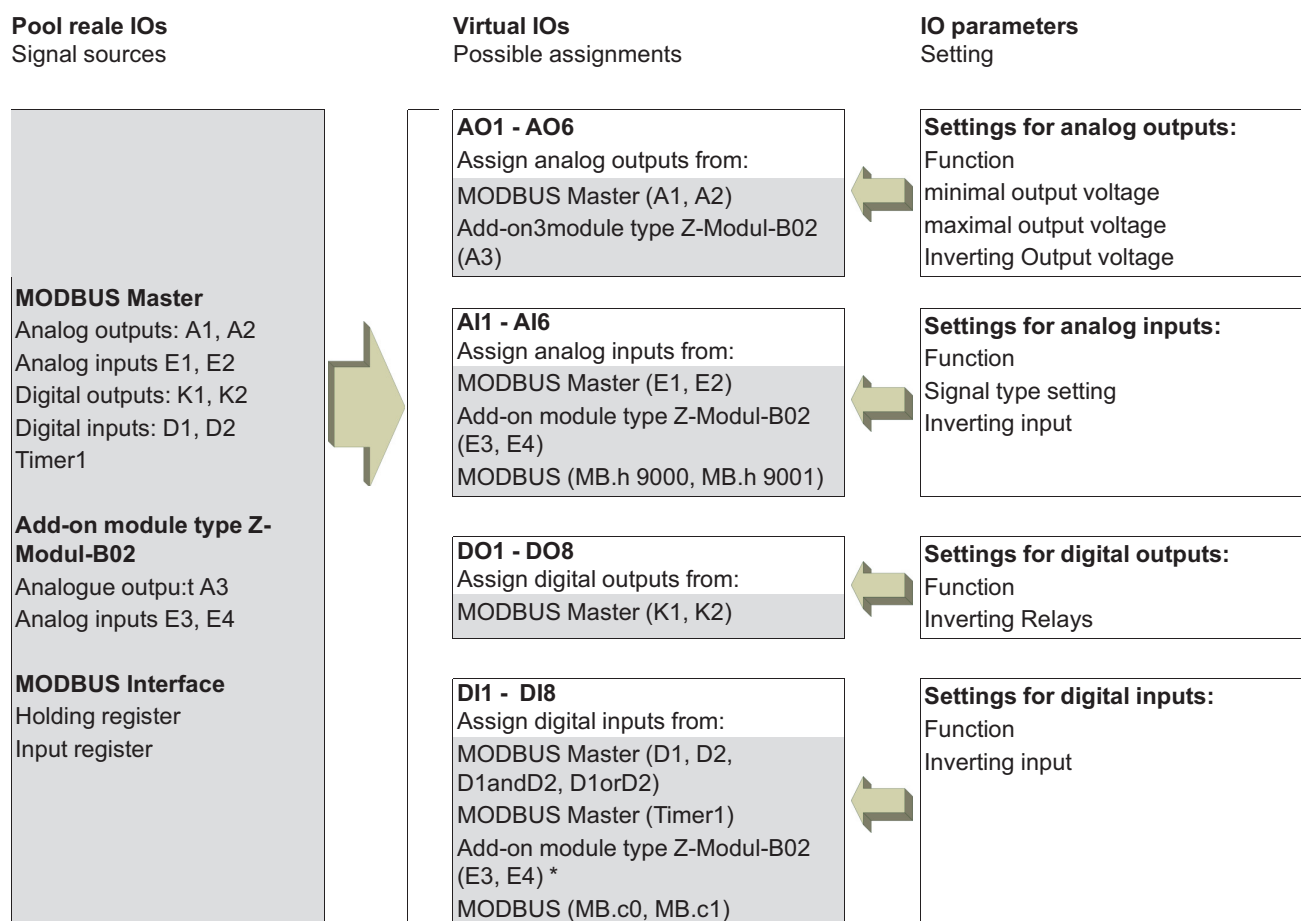 Pool reale IOs
Signal sources
Virtual IOs
Possible assignments
IO parameters
Setting
MODBUS Master
Analog outputs: A1, A2
Analog inputs E1, E2
Digital outputs: K1, K2
Digital inputs: D1, D2
Timer1
Add-on module type Z-
Modul-B02
Analogue outpu:t A3
Analog inputs E3, E4
MODBUS Interface
Holding register
Input register
AO1 - AO6
Assign analog outputs from:
MODBUS Master (A1, A2)
Add-on3module type Z-Modul-B02
(A3)
Settings for analog outputs:
Function
minimal output voltage
maximal output voltage
Inverting Output voltage
AI1 - AI6
Assign analog inputs from:
MODBUS Master (E1, E2)
Add-on module type Z-Modul-B02
(E3, E4)
MODBUS (MB.h 9000, MB.h 9001)
Settings for analog inputs:
Function
Signal type setting
Inverting input
DO1 - DO8
Assign digital outputs from:
MODBUS Master (K1, K2)
Settings for digital outputs:
Function
Inverting Relays
DI1 -  DI8
Assign digital inputs from:
MODBUS Master (D1, D2,
D1andD2, D1orD2)
MODBUS Master (Timer1)
Add-on module type Z-Modul-B02
(E3, E4) *
MODBUS (MB.c0, MB.c1)
Settings for digital inputs:
Function
Inverting input